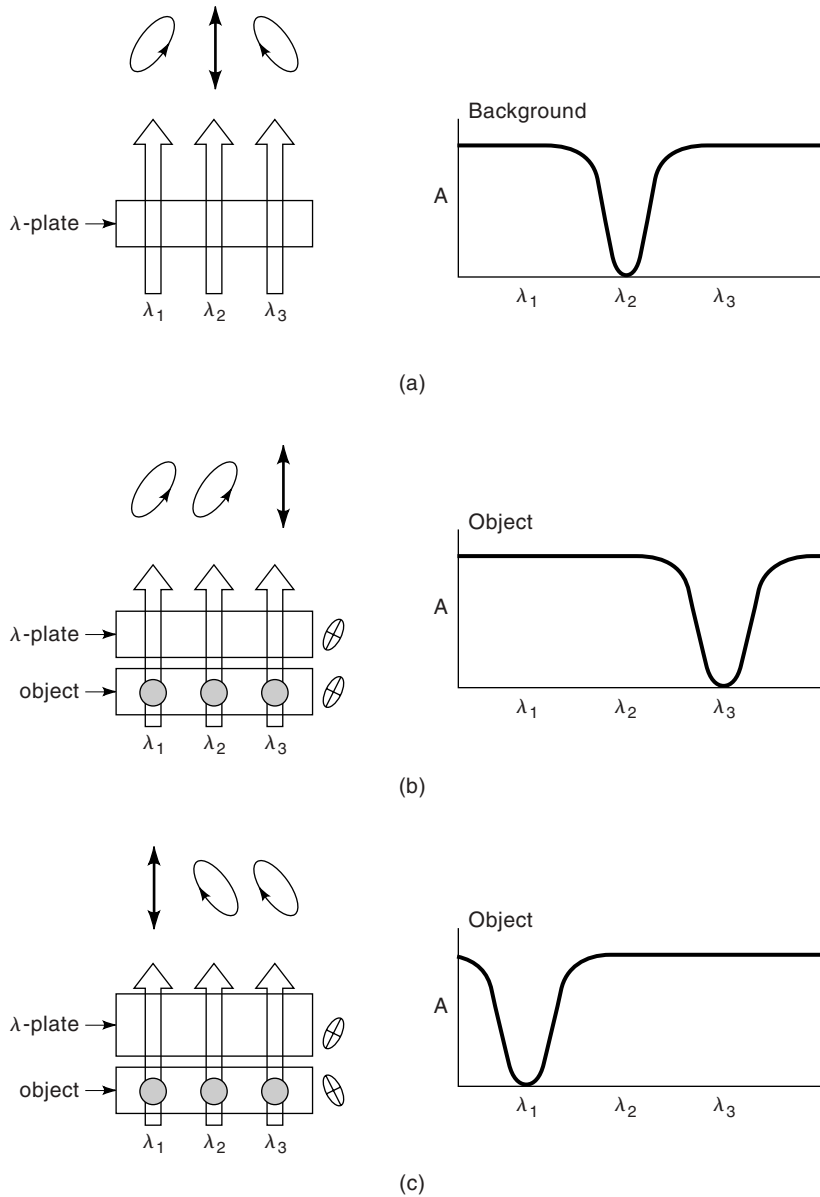 Background
A
λ-plate
λ₁ λ₂ λ₃
λ₁ λ₂ λ₃
(a)
Object
A
λ-plate
object
λ₁ λ₂ λ₃
λ₁ λ₂ λ₃
(b)
Object
A
λ-plate
object
λ₁ λ₂ λ₃
λ₁ λ₂ λ₃
(c)